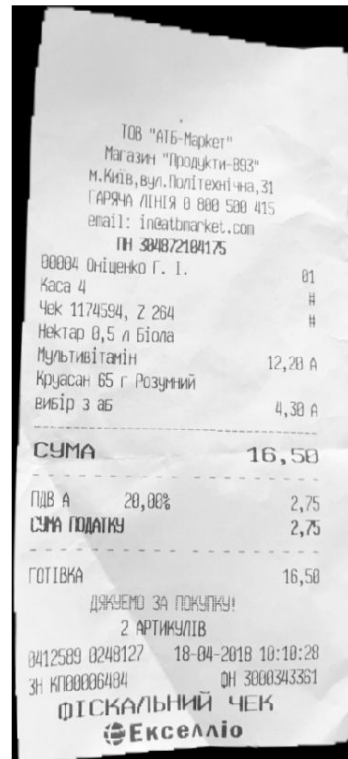 ТОВ "АТБ-Маркет"
Магазин "Продукти-893"
м.Київ,вул.Політехнічна,31
ГАРЯЧА ЛІНІЯ 0 800 500 415
email: in@atbmarket.com
ПН 304872104175
00004 Оніщенко Г. І. 01
Каса 4 #
Чек 1174594, Z 264 #
Нектар 0,5 л Біола
Мультивітамін 12,20 А
Круасан 65 г Розумний
вибір з аб 4,30 А
СУМА 16,50
ПДВ А 20,00% 2,75
СУМА ПОДАТКУ 2,75
ГОТІВКА 16,50
ДЯКУЄМО ЗА ПОКУПКУ!
2 АРТИКУЛІВ
0412589 0248127 18-04-2018 10:10:28
ЗН КП00006484 ФН 3000343361
ФІСКАЛЬНИЙ ЧЕК
Екселліо